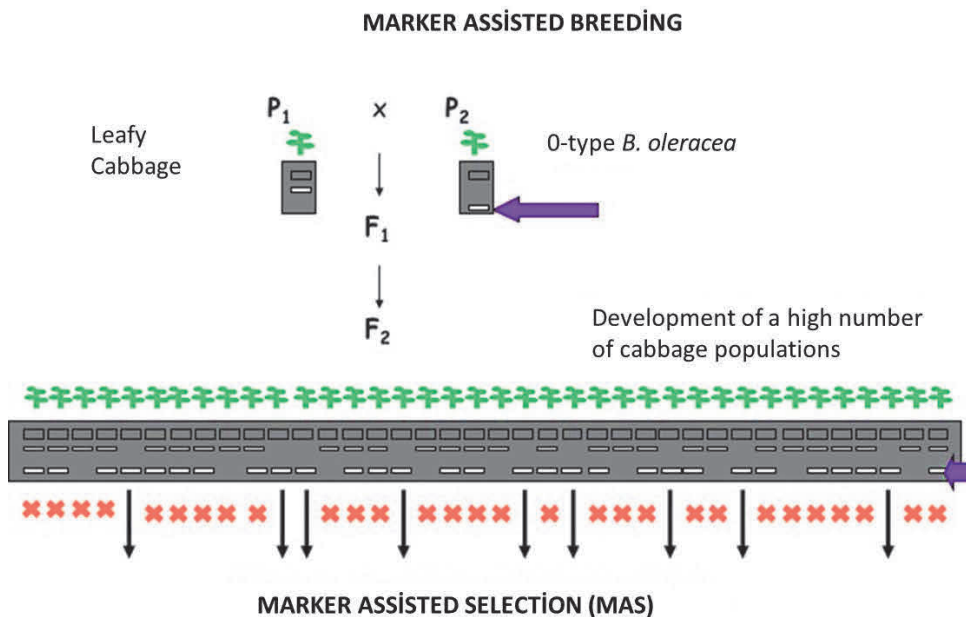 MARKER ASSİSTED BREEDİNG
P1 x P2
Leafy
Cabbage
0-type B. oleracea
F1
F2
Development of a high number
of cabbage populations
MARKER ASSİSTED SELECTİON (MAS)